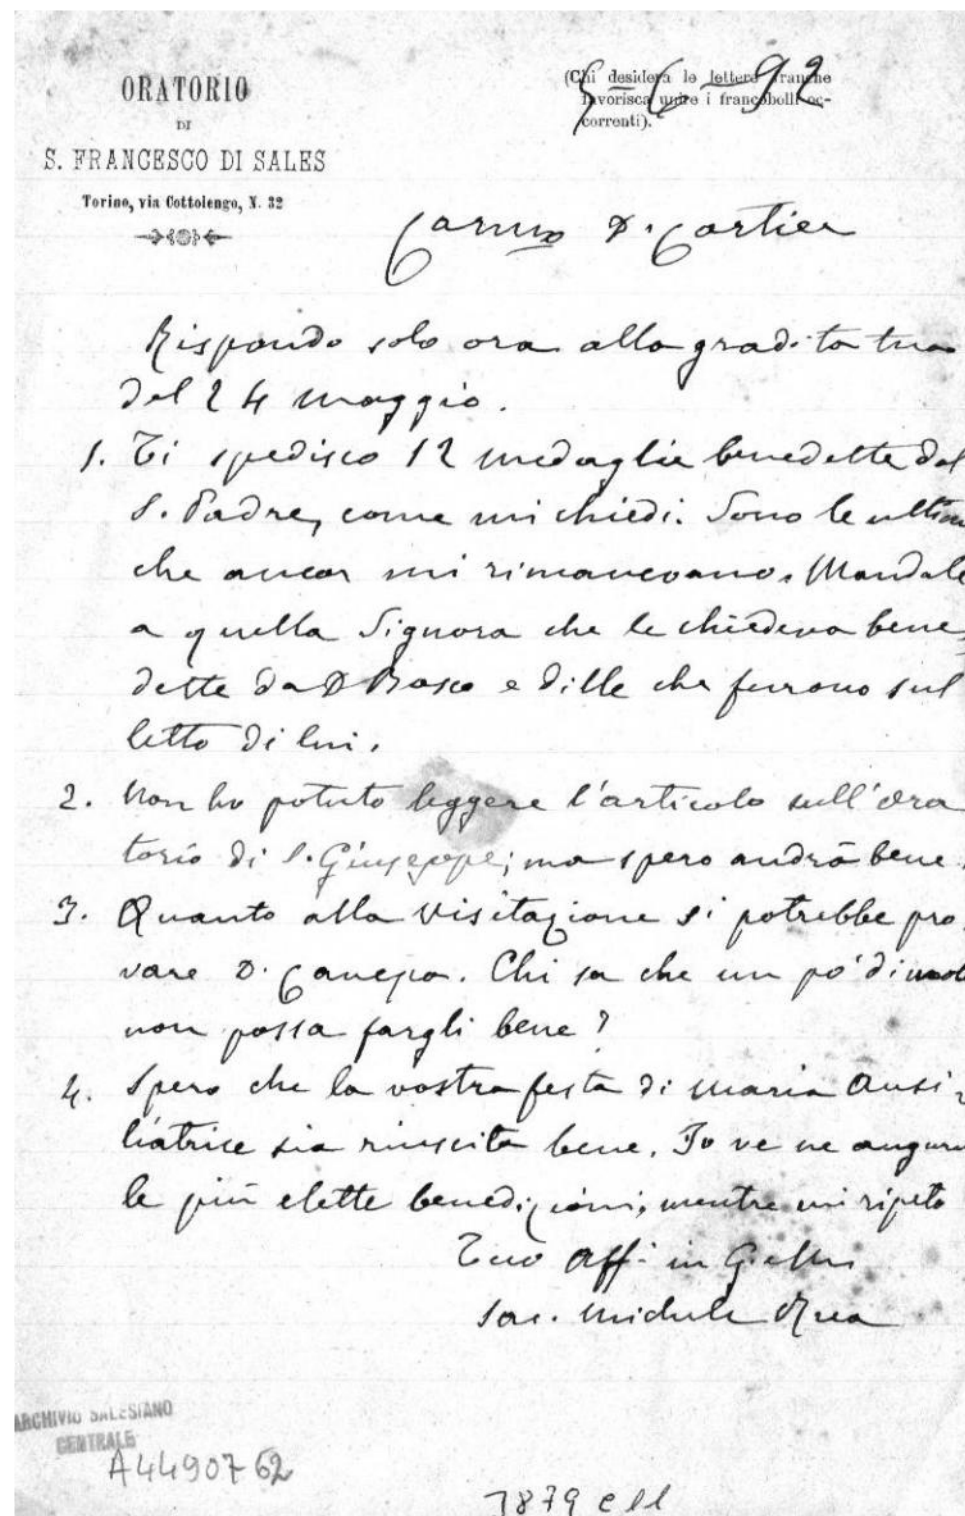 ORATORIO
DI
S. FRANCESCO DI SALES
Torino, via Cottolengo, N. 32
(Chi desidera le lettere franche
favorisca unire i francobolli oc-
correnti).
5-6-92
Carmo D. Cartier
Rispondo solo ora alla gradita tua
del 24 maggio.
1. Ti spedisco 12 medaglie benedette dal
S. Padre, come mi chiedi. Sono le ultime
che ancor mi rimanevano. Mandale
a quella Signora che le chiedeva bene-
dette da D Bosco e dille che furono sul
letto di lui.
2. Non ho potuto leggere l'articolo sull'Ora
torio di S. Giuseppe; ma spero andrà bene.
3. Quanto alla Visitazione si potrebbe pro-
vare D. Canepa. Chi sa che un po' di
non possa fargli bene?
4. Spero che la vostra festa di Maria Ausi-
liatrice sia riuscita bene. Io ve ne auguro
le più elette benedizioni, mentre mi ripeto
Tuo Aff. in G. e M.
Sac. Michele Rua
ARCHIVIO SALESIANO
CENTRALE
A4490762
3879